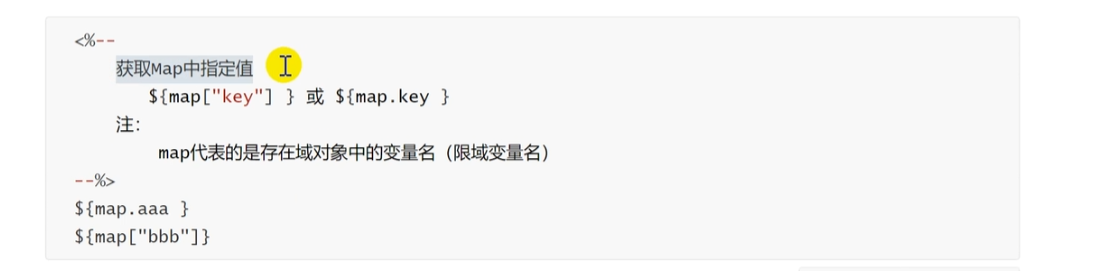 <%--
获取Map中指定值
${map["key"] } 或 ${map.key }
注：
map代表的是存在域对象中的变量名（限域变量名）
--%>
${map.aaa }
${map["bbb"]}